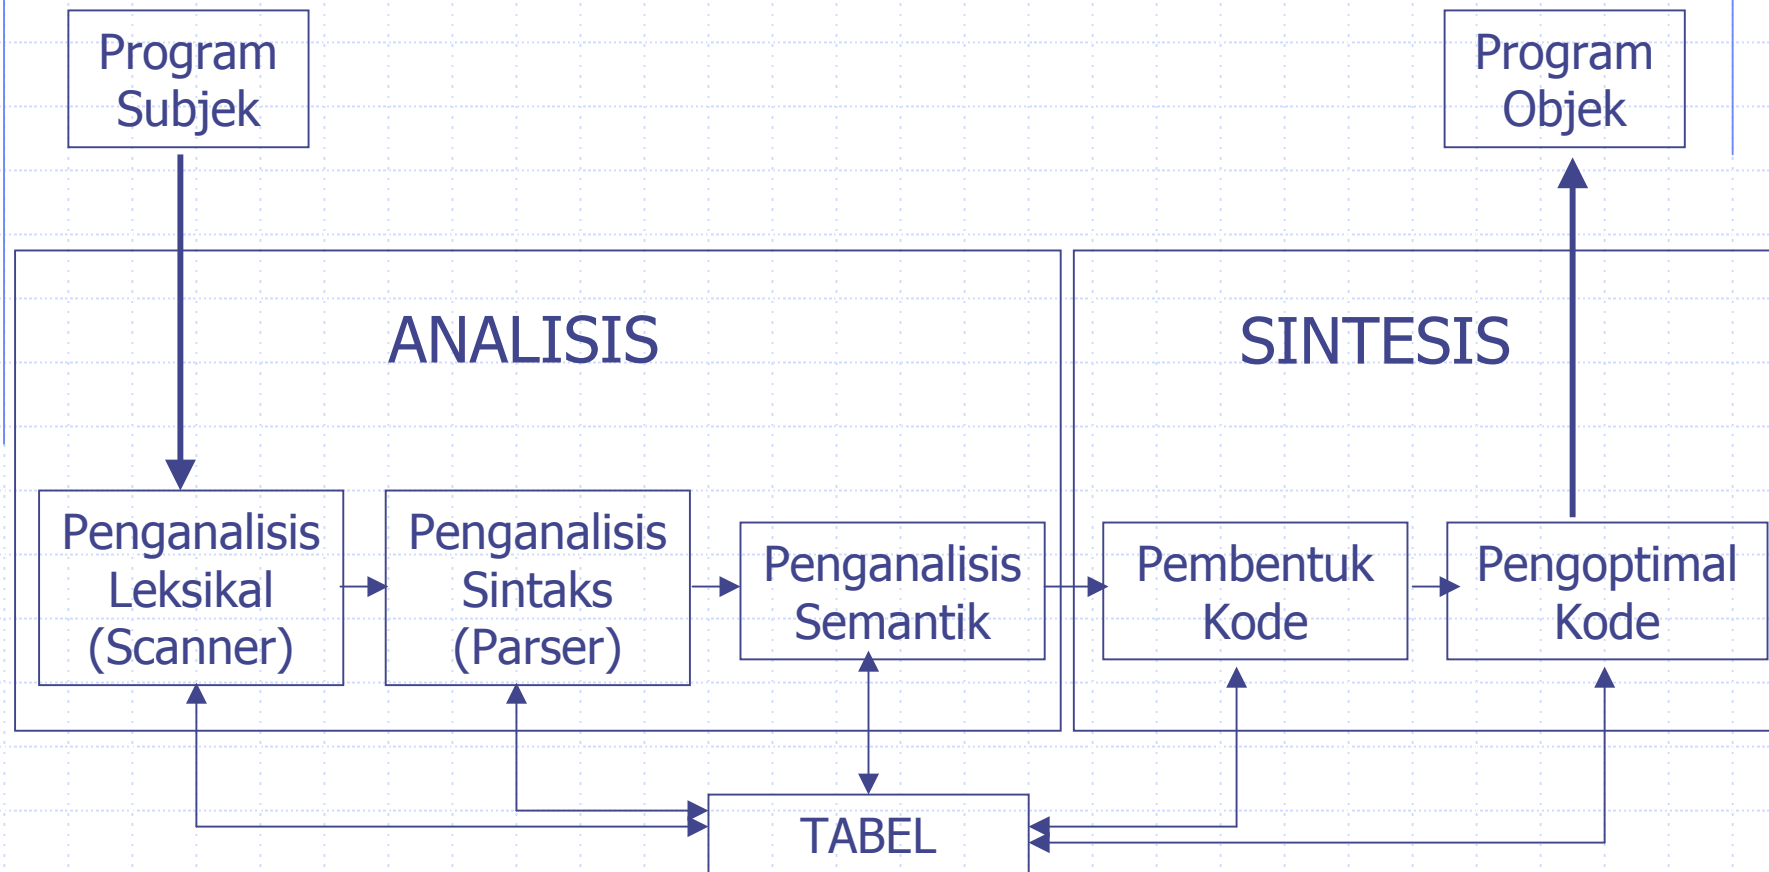 Program
Subjek
Program
Objek
ANALISIS
SINTESIS
Penganalisis
Leksikal
(Scanner)
Penganalisis
Sintaks
(Parser)
Penganalisis
Semantik
Pembentuk
Kode
Pengoptimal
Kode
TABEL